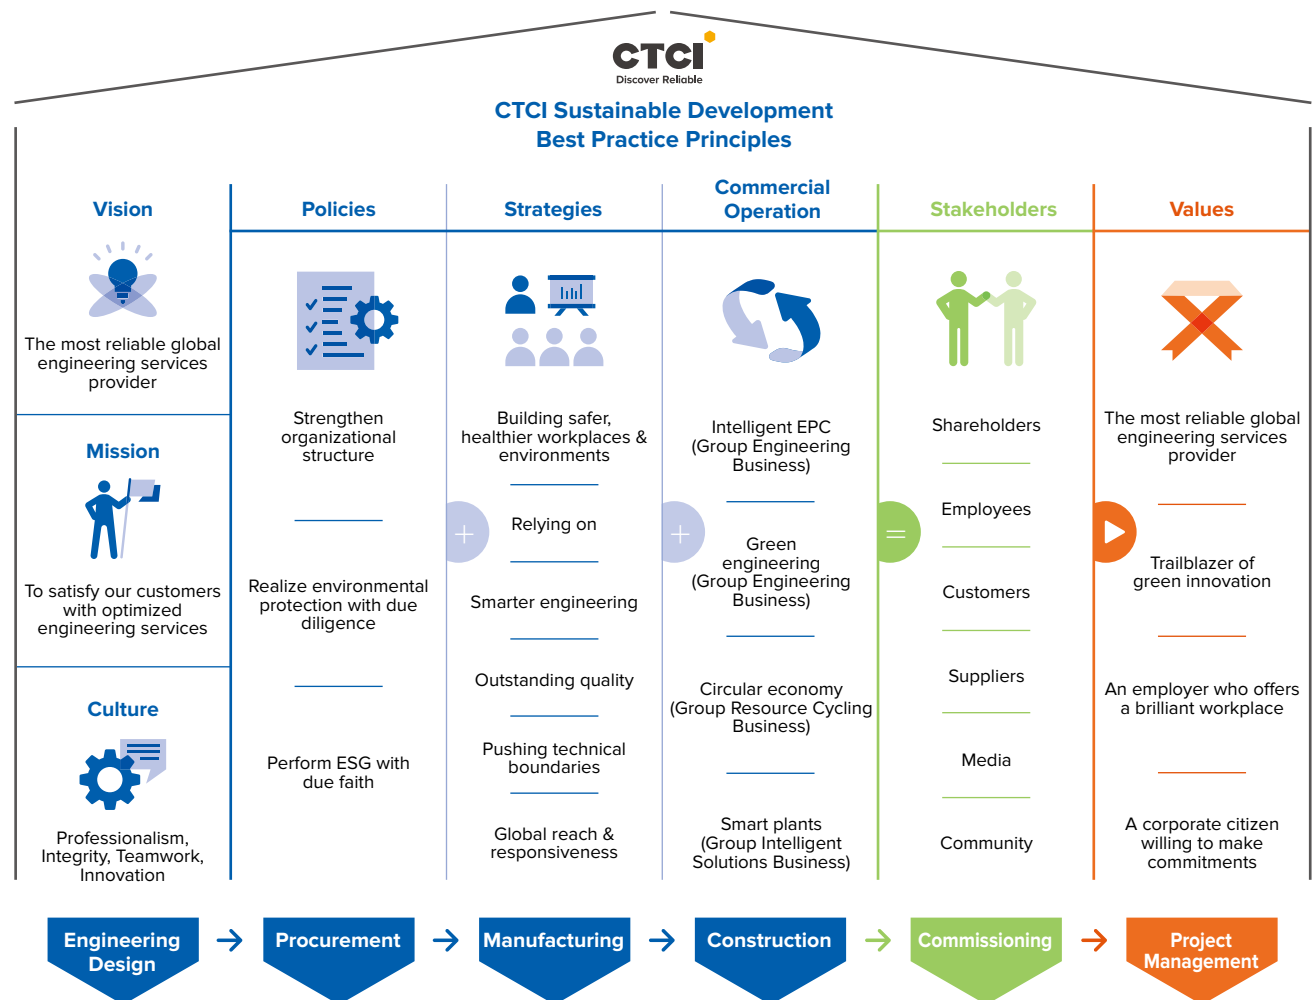 CTCI
Discover Reliable
CTCI Sustainable Development
Best Practice Principles
Vision
The most reliable global
engineering services
provider
Mission
To satisfy our customers
with optimized
engineering services
Culture
Professionalism,
Integrity, Teamwork,
Innovation
Policies
Strengthen
organizational
structure
Realize environmental
protection with due
diligence
Perform ESG with
due faith
+
Strategies
Building safer,
healthier workplaces &
environments
Relying on
Smarter engineering
Outstanding quality
Pushing technical
boundaries
Global reach &
responsiveness
+
Commercial
Operation
Intelligent EPC
(Group Engineering
Business)
Green
engineering
(Group Engineering
Business)
Circular economy
(Group Resource Cycling
Business)
Smart plants
(Group Intelligent
Solutions Business)
=
Stakeholders
Shareholders
Employees
Customers
Suppliers
Media
Community
Values
The most reliable global
engineering services
provider
Trailblazer of
green innovation
An employer who offers
a brilliant workplace
A corporate citizen
willing to make
commitments
Engineering
Design
Procurement
Manufacturing
Construction
Commissioning
Project
Management